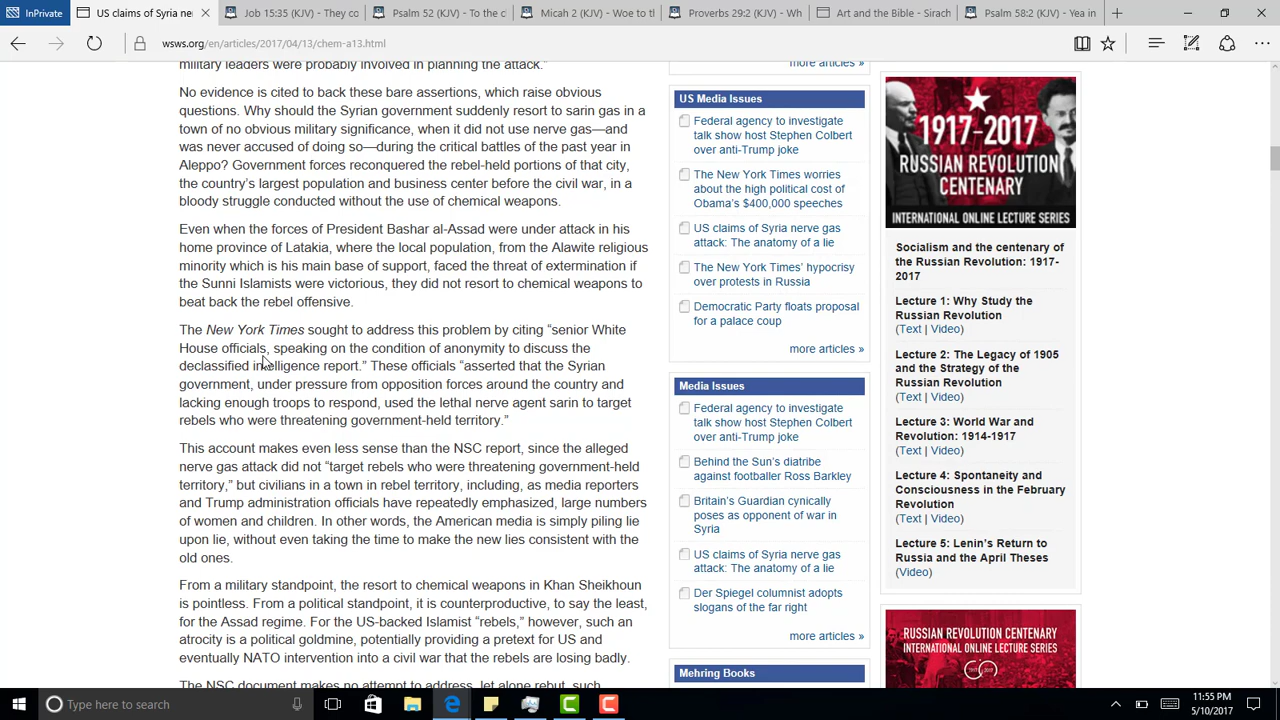 InPrivate
US claims of Syria ner
Job 15:35 (KJV) - They co
Psalm 52 (KJV) - To the c
Micah 2 (KJV) - Woe to th
Proverbs 29:2 (KJV) - Wh
Art and the Bible - Sirach
Psalm 58:2 (KJV) - Yea in
wsws.org/en/articles/2017/04/13/chem-a13.html
military leaders were probably involved in planning the attack.”
No evidence is cited to back these bare assertions, which raise obvious
questions. Why should the Syrian government suddenly resort to sarin gas in a
town of no obvious military significance, when it did not use nerve gas—and
was never accused of doing so—during the critical battles of the past year in
Aleppo? Government forces reconquered the rebel-held portions of that city,
the country’s largest population and business center before the civil war, in a
bloody struggle conducted without the use of chemical weapons.
Even when the forces of President Bashar al-Assad were under attack in his
home province of Latakia, where the local population, from the Alawite religious
minority which is his main base of support, faced the threat of extermination if
the Sunni Islamists were victorious, they did not resort to chemical weapons to
beat back the rebel offensive.
The New York Times sought to address this problem by citing “senior White
House officials, speaking on the condition of anonymity to discuss the
declassified intelligence report.” These officials “asserted that the Syrian
government, under pressure from opposition forces around the country and
lacking enough troops to respond, used the lethal nerve agent sarin to target
rebels who were threatening government-held territory.”
This account makes even less sense than the NSC report, since the alleged
nerve gas attack did not “target rebels who were threatening government-held
territory,” but civilians in a town in rebel territory, including, as media reporters
and Trump administration officials have repeatedly emphasized, large numbers
of women and children. In other words, the American media is simply piling lie
upon lie, without even taking the time to make the new lies consistent with the
old ones.
From a military standpoint, the resort to chemical weapons in Khan Sheikhoun
is pointless. From a political standpoint, it is counterproductive, to say the least,
for the Assad regime. For the US-backed Islamist “rebels,” however, such an
atrocity is a political goldmine, potentially providing a pretext for US and
eventually NATO intervention into a civil war that the rebels are losing badly.
The NSC document makes no attempt to address, let alone rebut, such
more articles »
US Media Issues
Federal agency to investigate
talk show host Stephen Colbert
over anti-Trump joke
The New York Times worries
about the high political cost of
Obama’s $400,000 speeches
US claims of Syria nerve gas
attack: The anatomy of a lie
The New York Times’ hypocrisy
over protests in Russia
Democratic Party floats proposal
for a palace coup
more articles »
Media Issues
Federal agency to investigate
talk show host Stephen Colbert
over anti-Trump joke
Behind the Sun’s diatribe
against footballer Ross Barkley
Britain’s Guardian cynically
poses as opponent of war in
Syria
US claims of Syria nerve gas
attack: The anatomy of a lie
Der Spiegel columnist adopts
slogans of the far right
more articles »
Mehring Books
1917-2017
RUSSIAN REVOLUTION
CENTENARY
INTERNATIONAL ONLINE LECTURE SERIES
Socialism and the centenary of
the Russian Revolution: 1917-
2017
Lecture 1: Why Study the
Russian Revolution
(Text | Video)
Lecture 2: The Legacy of 1905
and the Strategy of the
Russian Revolution
(Text | Video)
Lecture 3: World War and
Revolution: 1914-1917
(Text | Video)
Lecture 4: Spontaneity and
Consciousness in the February
Revolution
(Text | Video)
Lecture 5: Lenin’s Return to
Russia and the April Theses
(Video)
RUSSIAN REVOLUTION CENTENARY
INTERNATIONAL ONLINE LECTURE SERIES
Type here to search
11:55 PM
5/10/2017